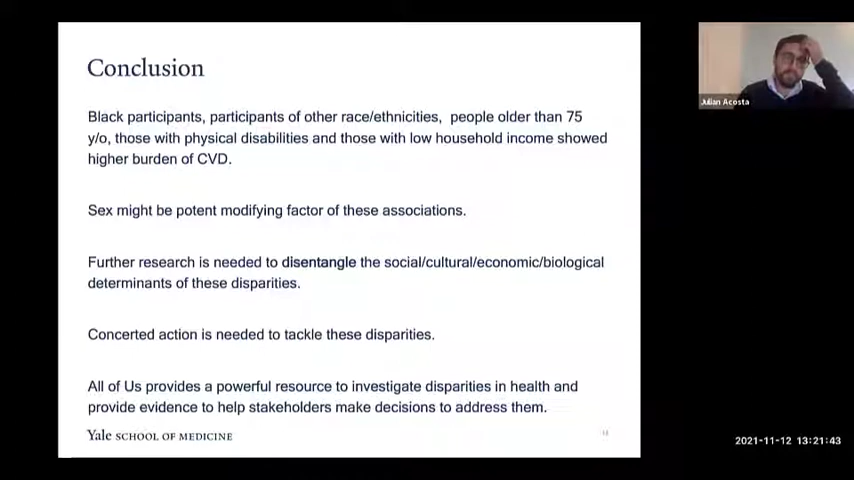 Conclusion
Black participants, participants of other race/ethnicities, people older than 75
y/o, those with physical disabilities and those with low household income showed
higher burden of CVD.
Sex might be potent modifying factor of these associations.
Further research is needed to disentangle the social/cultural/economic/biological
determinants of these disparities.
Concerted action is needed to tackle these disparities.
All of Us provides a powerful resource to investigate disparities in health and
provide evidence to help stakeholders make decisions to address them.
Yale SCHOOL OF MEDICINE
Julian Acosta
2021-11-12 13:21:43